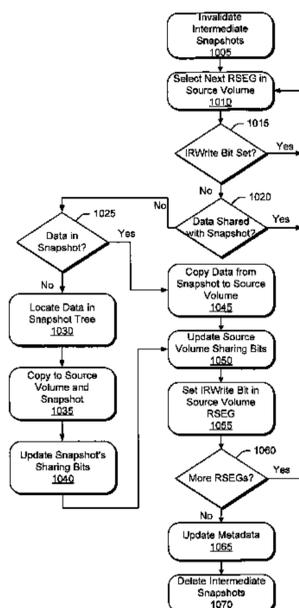 Invalidate
Intermediate
Snapshots
1005
Select Next RSEG in
Source Volume
1010
1015
IRWrite Bit Set?
Yes
No
1020
No
Data Shared
with Snapshot?
Yes
1025
Data in
Snapshot?
Yes
No
Copy Data from
Snapshot to Source
Volume
1045
Locate Data in
Snapshot Tree
1030
Update Source
Volume Sharing Bits
1050
Copy to Source
Volume and
Snapshot
1035
Set IRWrite Bit in
Source Volume
RSEG
1055
Update Snapshot's
Sharing Bits
1040
1060
More RSEGs?
Yes
No
Update Metadata
1065
Delete Intermediate
Snapshots
1070